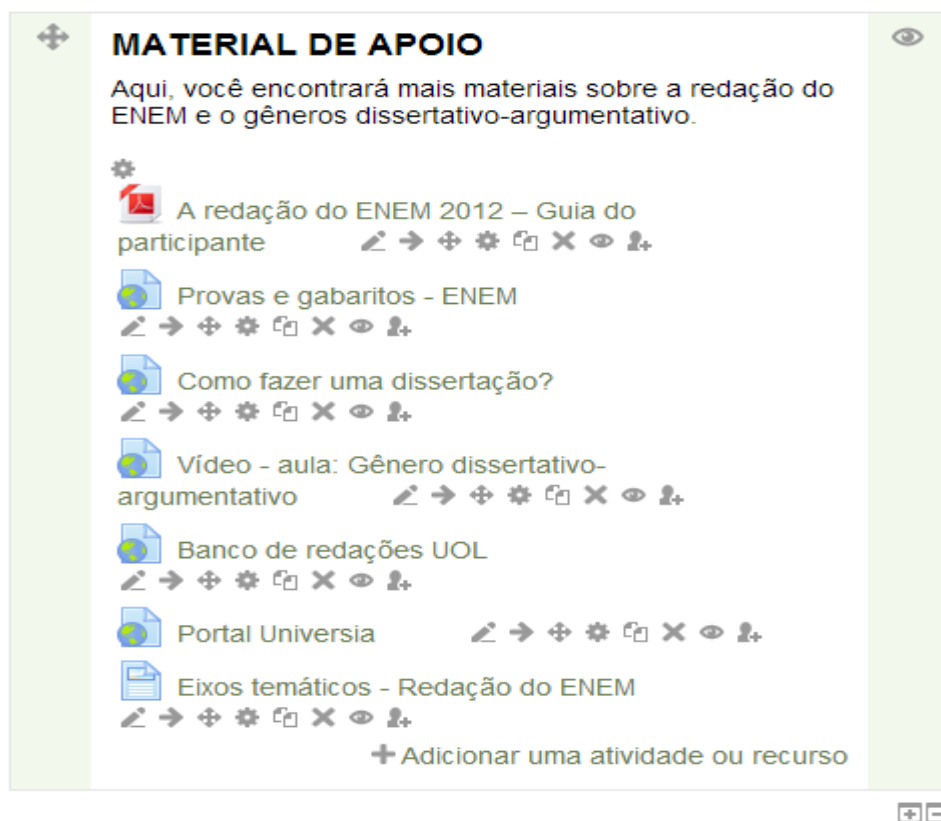 MATERIAL DE APOIO
Aqui, você encontrará mais materiais sobre a redação do
ENEM e o gêneros dissertativo-argumentativo.
A redação do ENEM 2012 – Guia do
participante
Provas e gabaritos - ENEM
Como fazer uma dissertação?
Vídeo - aula: Gênero dissertativo-
argumentativo
Banco de redações UOL
Portal Universia
Eixos temáticos - Redação do ENEM
Adicionar uma atividade ou recurso